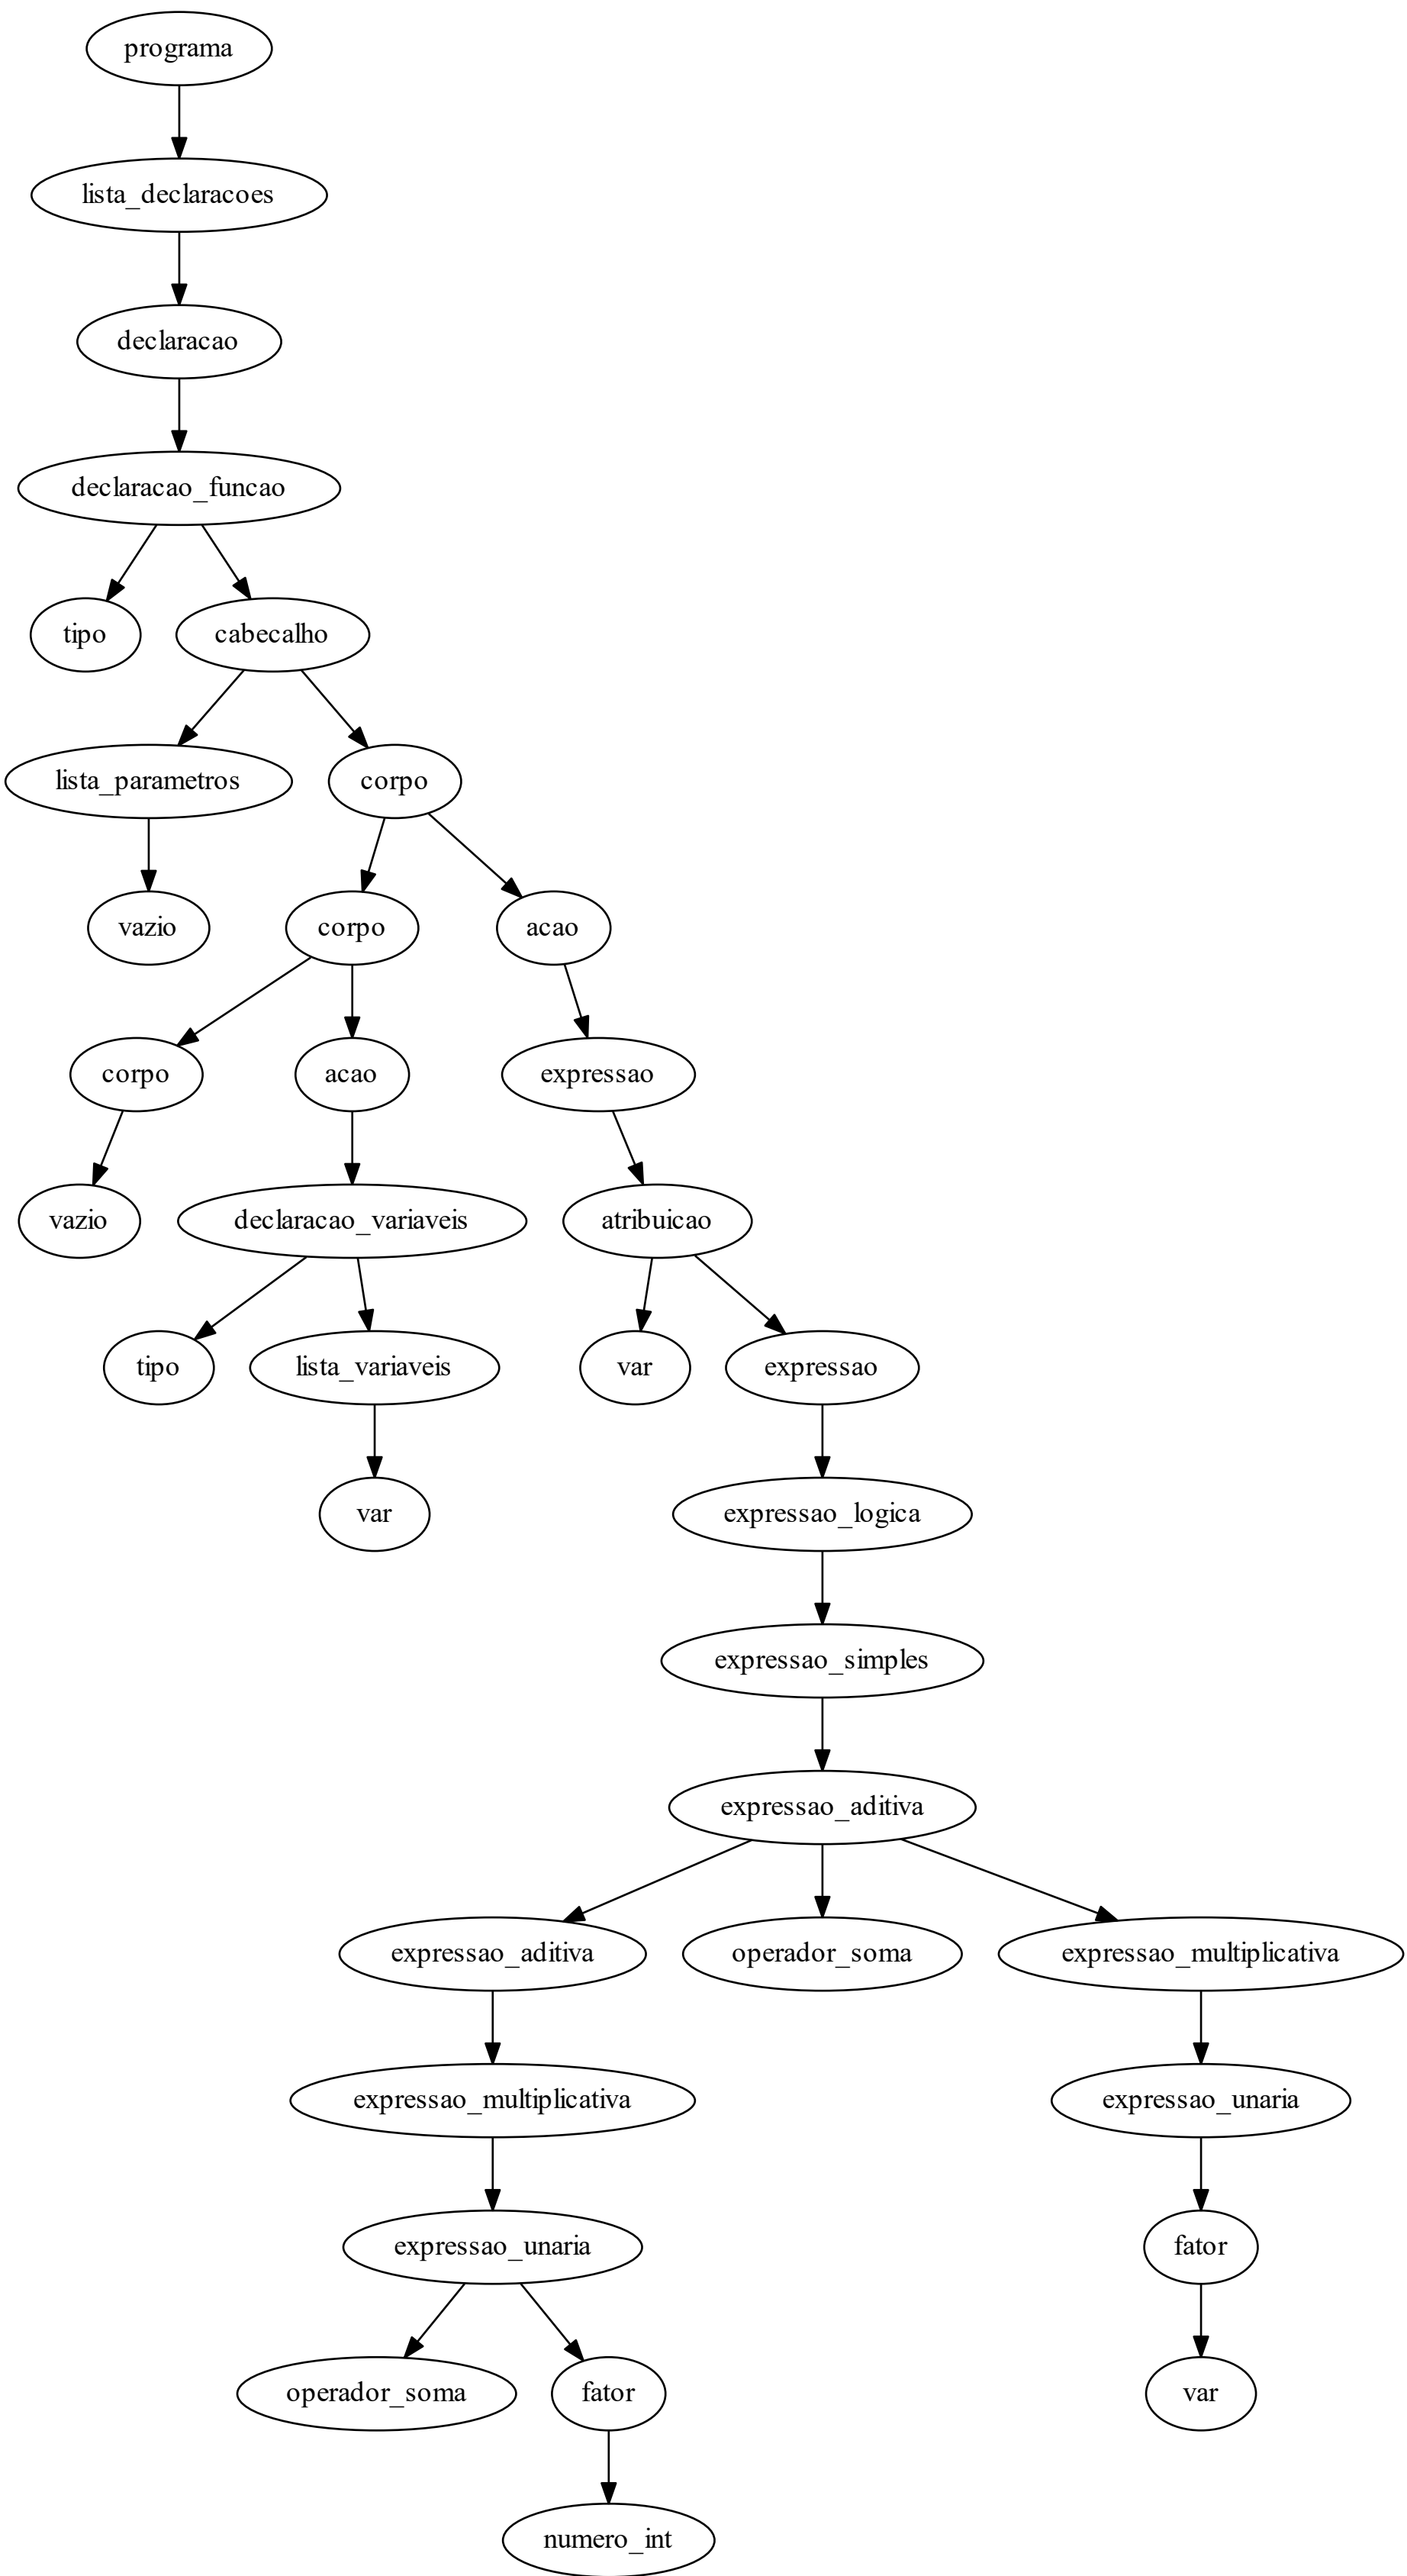 programa
lista_declaracoes
declaracao
declaracao_funcao
tipo
cabecalho
lista_parametros
corpo
vazio
corpo
acao
corpo
acao
expressao
vazio
declaracao_variaveis
atribuicao
tipo
lista_variaveis
var
expressao
var
expressao_logica
expressao_simples
expressao_aditiva
expressao_aditiva
operador_soma
expressao_multiplicativa
expressao_multiplicativa
expressao_unaria
expressao_unaria
fator
operador_soma
fator
var
numero_int